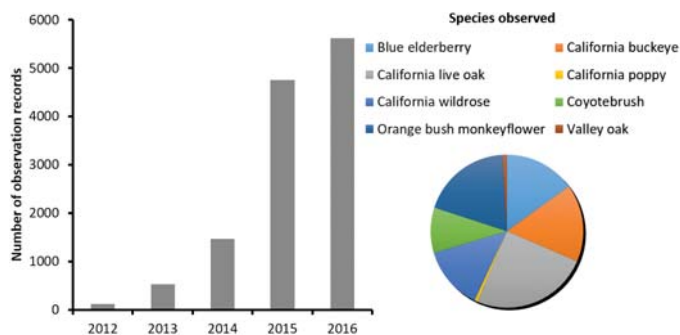 Number of observation records
6000
5000
4000
3000
2000
1000
0
2012 2013 2014 2015 2016
Species observed
Blue elderberry California buckeye
California live oak California poppy
California wildrose Coyotebrush
Orange bush monkeyflower Valley oak